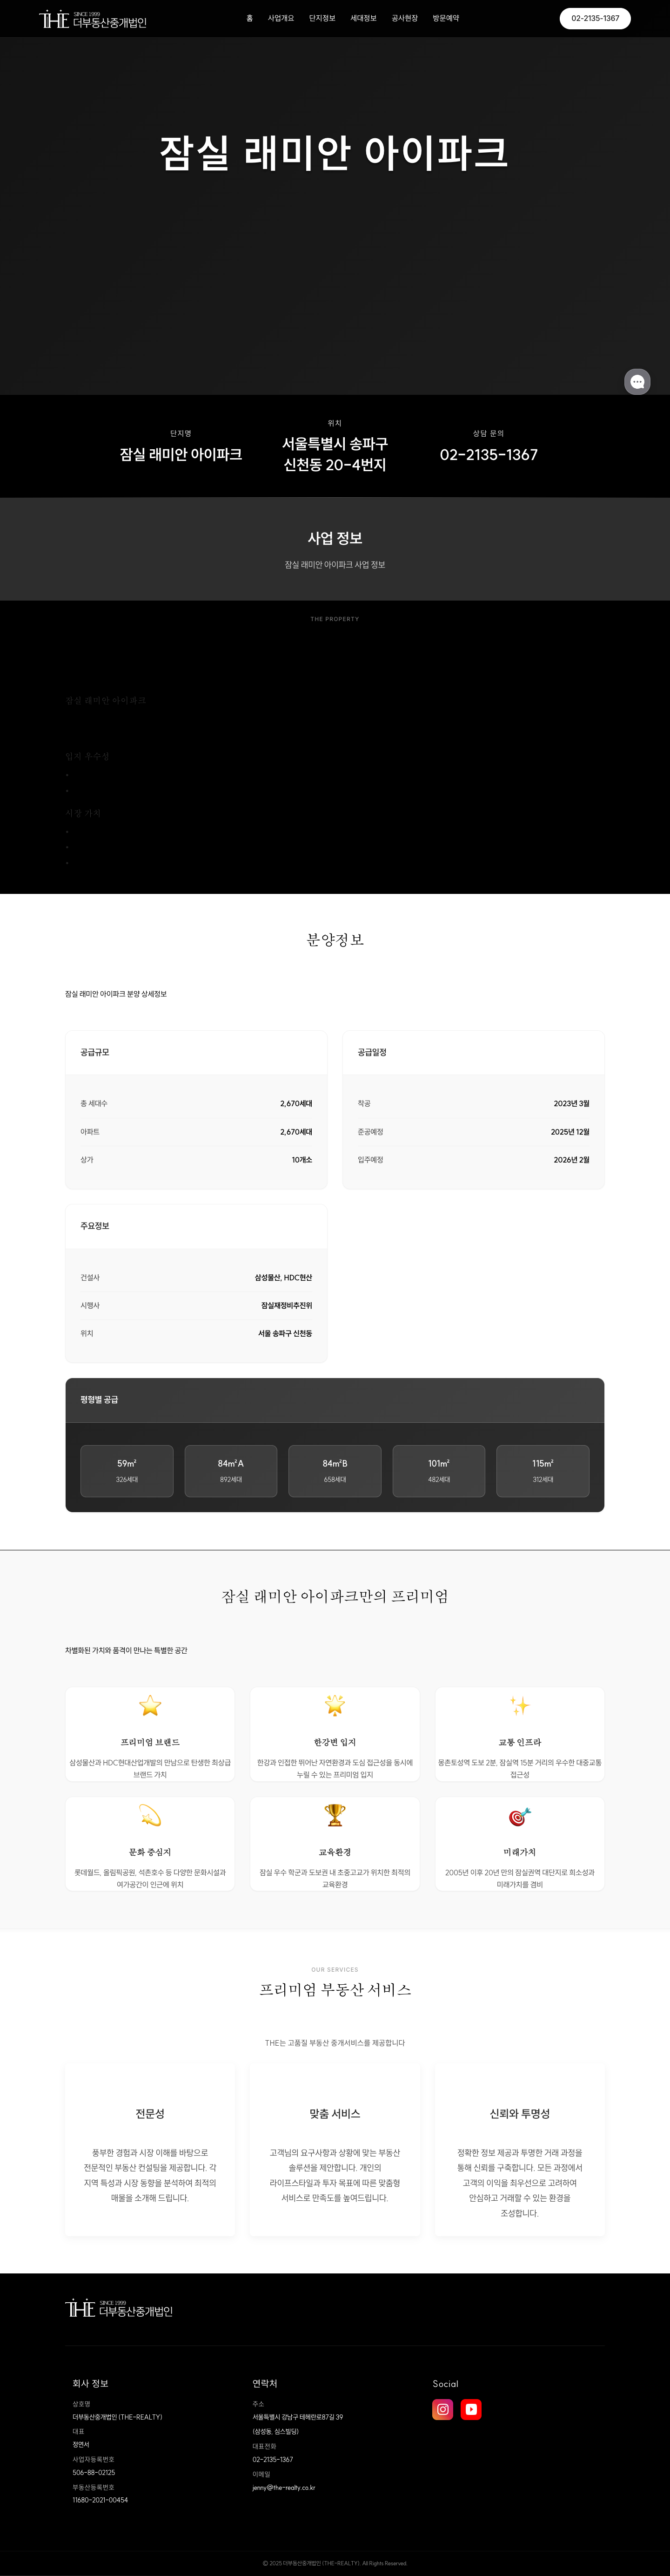 THE SINCE 1999 더부동산중개법인
홈 사업개요 단지정보 세대정보 공사현장 방문예약
02-2135-1367
잠실 래미안 아이파크
단지명
잠실 래미안 아이파크
위치
서울특별시 송파구
신천동 20-4번지
상담 문의
02-2135-1367
사업 정보
잠실 래미안 아이파크 사업 정보
THE PROPERTY
잠실 래미안 아이파크
입지 우수성
시장 가치
분양정보
잠실 래미안 아이파크 분양 상세정보
공급규모
총 세대수 2,670세대
아파트 2,670세대
상가 10개소
공급일정
착공 2023년 3월
준공예정 2025년 12월
입주예정 2026년 2월
주요정보
건설사 삼성물산, HDC현산
시행사 잠실재정비추진위
위치 서울 송파구 신천동
평형별 공급
59㎡
326세대
84㎡A
892세대
84㎡B
658세대
101㎡
482세대
115㎡
312세대
잠실 래미안 아이파크만의 프리미엄
차별화된 가치와 품격이 만나는 특별한 공간
프리미엄 브랜드
삼성물산과 HDC현대산업개발의 만남으로 탄생한 최상급
브랜드 가치
한강변 입지
한강과 인접한 뛰어난 자연환경과 도심 접근성을 동시에
누릴 수 있는 프리미엄 입지
교통 인프라
몽촌토성역 도보 2분, 잠실역 15분 거리의 우수한 대중교통
접근성
문화 중심지
롯데월드, 올림픽공원, 석촌호수 등 다양한 문화시설과
여가공간이 인근에 위치
교육환경
잠실 우수 학군과 도보권 내 초중고교가 위치한 최적의
교육환경
미래가치
2005년 이후 20년 만의 잠실권역 대단지로 희소성과
미래가치를 겸비
OUR SERVICES
프리미엄 부동산 서비스
THE는 고품질 부동산 중개서비스를 제공합니다
전문성
풍부한 경험과 시장 이해를 바탕으로
전문적인 부동산 컨설팅을 제공합니다. 각
지역 특성과 시장 동향을 분석하여 최적의
매물을 소개해 드립니다.
맞춤 서비스
고객님의 요구사항과 상황에 맞는 부동산
솔루션을 제안합니다. 개인의
라이프스타일과 투자 목표에 따른 맞춤형
서비스로 만족도를 높여드립니다.
신뢰와 투명성
정확한 정보 제공과 투명한 거래 과정을
통해 신뢰를 구축합니다. 모든 과정에서
고객의 이익을 최우선으로 고려하여
안심하고 거래할 수 있는 환경을
조성합니다.
THE SINCE 1999 더부동산중개법인
회사 정보
상호명
더부동산중개법인 (THE-REALTY)
대표
정연서
사업자등록번호
506-88-02125
부동산등록번호
11680-2021-00454
연락처
주소
서울특별시 강남구 테헤란로87길 39
(삼성동, 심스빌딩)
대표전화
02-2135-1367
이메일
jenny@the-realty.co.kr
Social
© 2025 더부동산중개법인 (THE-REALTY). All Rights Reserved.